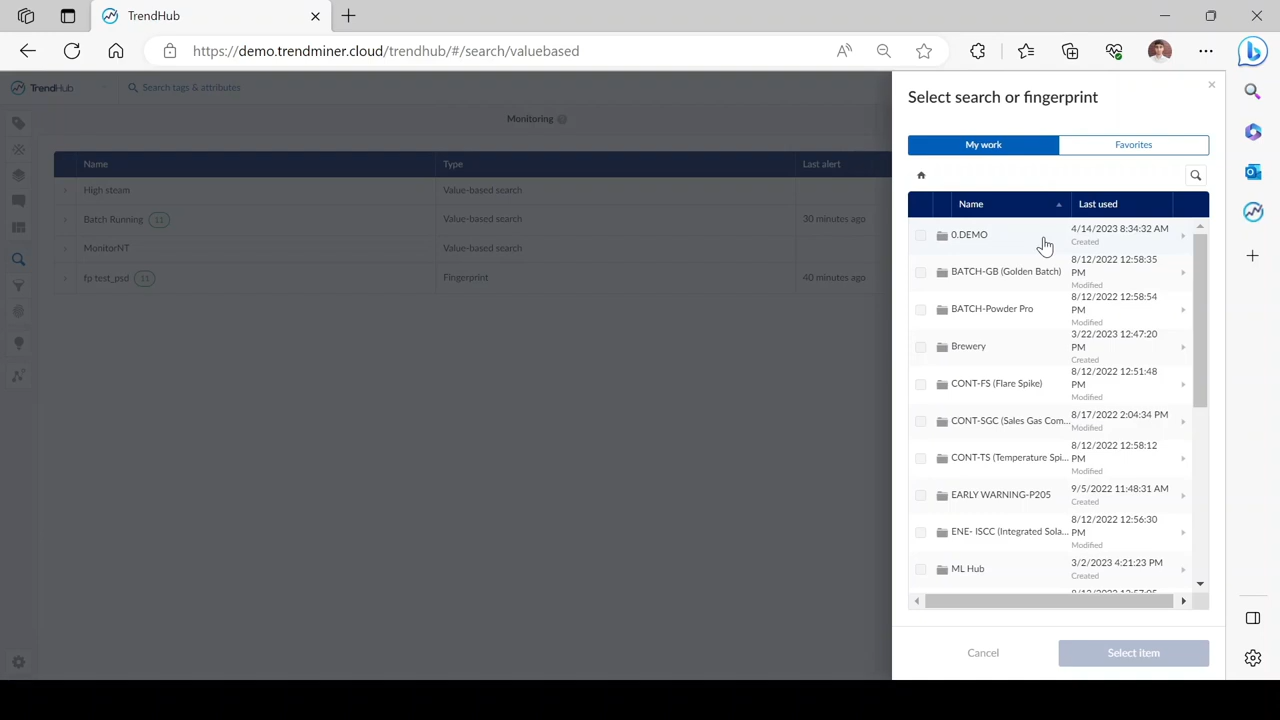 TrendHub
https://demo.trendminer.cloud/trendhub/#/search/valuebased
TrendHub
Search tags & attributes
Monitoring
Name Type Last alert
High steam Value-based search
Batch Running 11 Value-based search 30 minutes ago
MonitorNT Value-based search
fp test_psd 11 Fingerprint 40 minutes ago
Select search or fingerprint
My work Favorites
Name Last used
0.DEMO 4/14/2023 8:34:32 AM
Created
BATCH-GB (Golden Batch) 8/12/2022 12:58:35
PM
Modified
BATCH-Powder Pro 8/12/2022 12:58:54
PM
Modified
Brewery 3/22/2023 12:47:20
PM
Created
CONT-FS (Flare Spike) 8/12/2022 12:51:48
PM
Modified
CONT-SGC (Sales Gas Com... 8/17/2022 2:04:34 PM
Modified
CONT-TS (Temperature Spi... 8/12/2022 12:58:12
PM
Modified
EARLY WARNING-P205 9/5/2022 11:48:31 AM
Created
ENE- ISCC (Integrated Sola... 8/12/2022 12:56:30
PM
Modified
ML Hub 3/2/2023 4:21:23 PM
Created
Cancel Select item